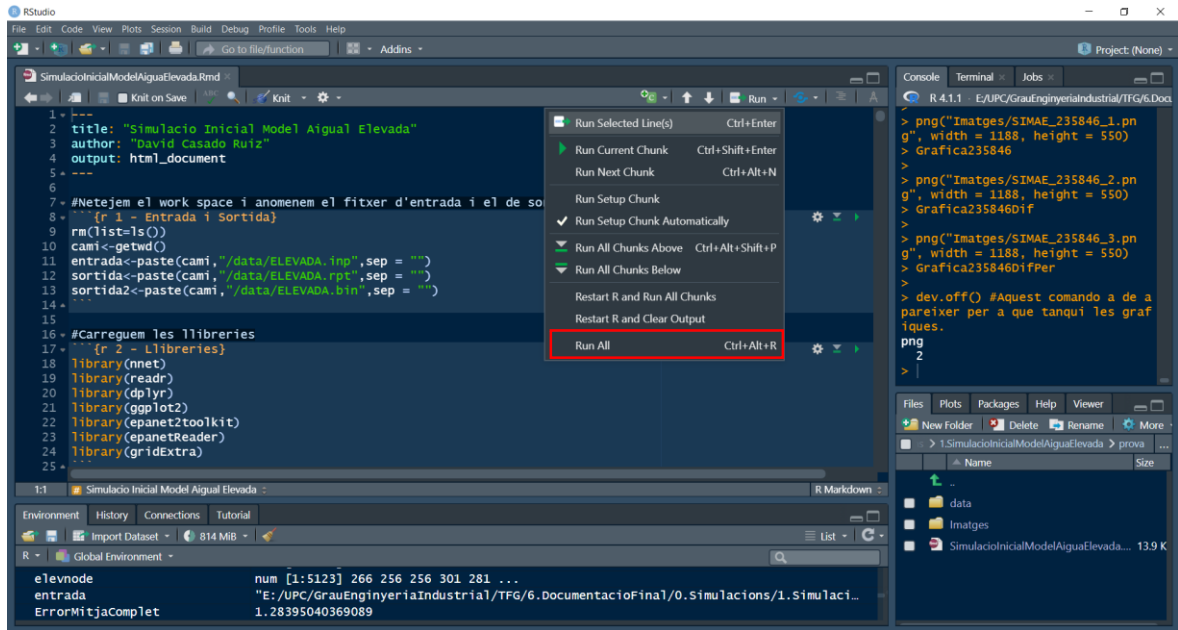 RStudio
File Edit Code View Plots Session Build Debug Profile Tools Help
Go to file/function Addins
Project: (None)
SimulacioInicialModelAiguaElevada.Rmd
Knit on Save ABC Knit Run
1 ---
2 title: "Simulacio Inicial Model Aigual Elevada"
3 author: "David Casado Ruiz"
4 output: html_document
5 ---
6
7 #Netejem el work space i anomenem el fitxer d'entrada i el de so
8 ```{r 1 - Entrada i Sortida}
9 rm(list=ls())
10 cami<-getwd()
11 entrada<-paste(cami,"/data/ELEVADA.inp",sep = "")
12 sortida<-paste(cami,"/data/ELEVADA.rpt",sep = "")
13 sortida2<-paste(cami,"/data/ELEVADA.bin",sep = "")
14 ```
15
16 #Carreguem les llibreries
17 ```{r 2 - Llibreries}
18 library(nnet)
19 library(readr)
20 library(dplyr)
21 library(ggplot2)
22 library(epanet2toolkit)
23 library(epanetReader)
24 library(gridExtra)
25 ```
1:1 Simulacio Inicial Model Aigual Elevada R Markdown
Run Selected Line(s) Ctrl+Enter
Run Current Chunk Ctrl+Shift+Enter
Run Next Chunk Ctrl+Alt+N
Run Setup Chunk
Run Setup Chunk Automatically
Run All Chunks Above Ctrl+Alt+Shift+P
Run All Chunks Below
Restart R and Run All Chunks
Restart R and Clear Output
Run All Ctrl+Alt+R
Environment History Connections Tutorial
Import Dataset 814 MiB List
R Global Environment
elevnode num [1:5123] 266 256 256 301 281 ...
entrada "E:/UPC/GrauEnginyeriaIndustrial/TFG/6.DocumentacioFinal/0.Simulacions/1.Simulaci…
ErrorMitjaComplet 1.28395040369089
Console Terminal Jobs
R 4.1.1 · E:/UPC/GrauEnginyeriaIndustrial/TFG/6.Docu
>
> png("Imatges/SIMAE_235846_1.pn
g", width = 1188, height = 550)
> Grafica235846
>
> png("Imatges/SIMAE_235846_2.pn
g", width = 1188, height = 550)
> Grafica235846Dif
>
> png("Imatges/SIMAE_235846_3.pn
g", width = 1188, height = 550)
> Grafica235846DifPer
>
> dev.off() #Aquest comando a de a
pareixer per a que tanqui les graf
iques.
png
2
>
Files Plots Packages Help Viewer
New Folder Delete Rename More
> 1.SimulacioInicialModelAiguaElevada > prova ...
Name Size
..
data
Imatges
SimulacioInicialModelAiguaElevada.... 13.9 K